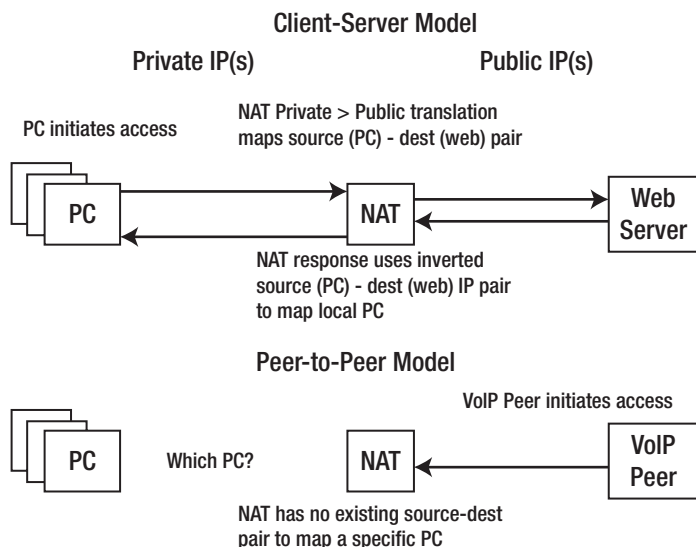 Client-Server Model
Private IP(s)
Public IP(s)
PC initiates access
NAT Private > Public translation
maps source (PC) - dest (web) pair
PC
NAT
Web
Server
NAT response uses inverted
source (PC) - dest (web) IP pair
to map local PC
Peer-to-Peer Model
VoIP Peer initiates access
PC
Which PC?
NAT
VoIP
Peer
NAT has no existing source-dest
pair to map a specific PC